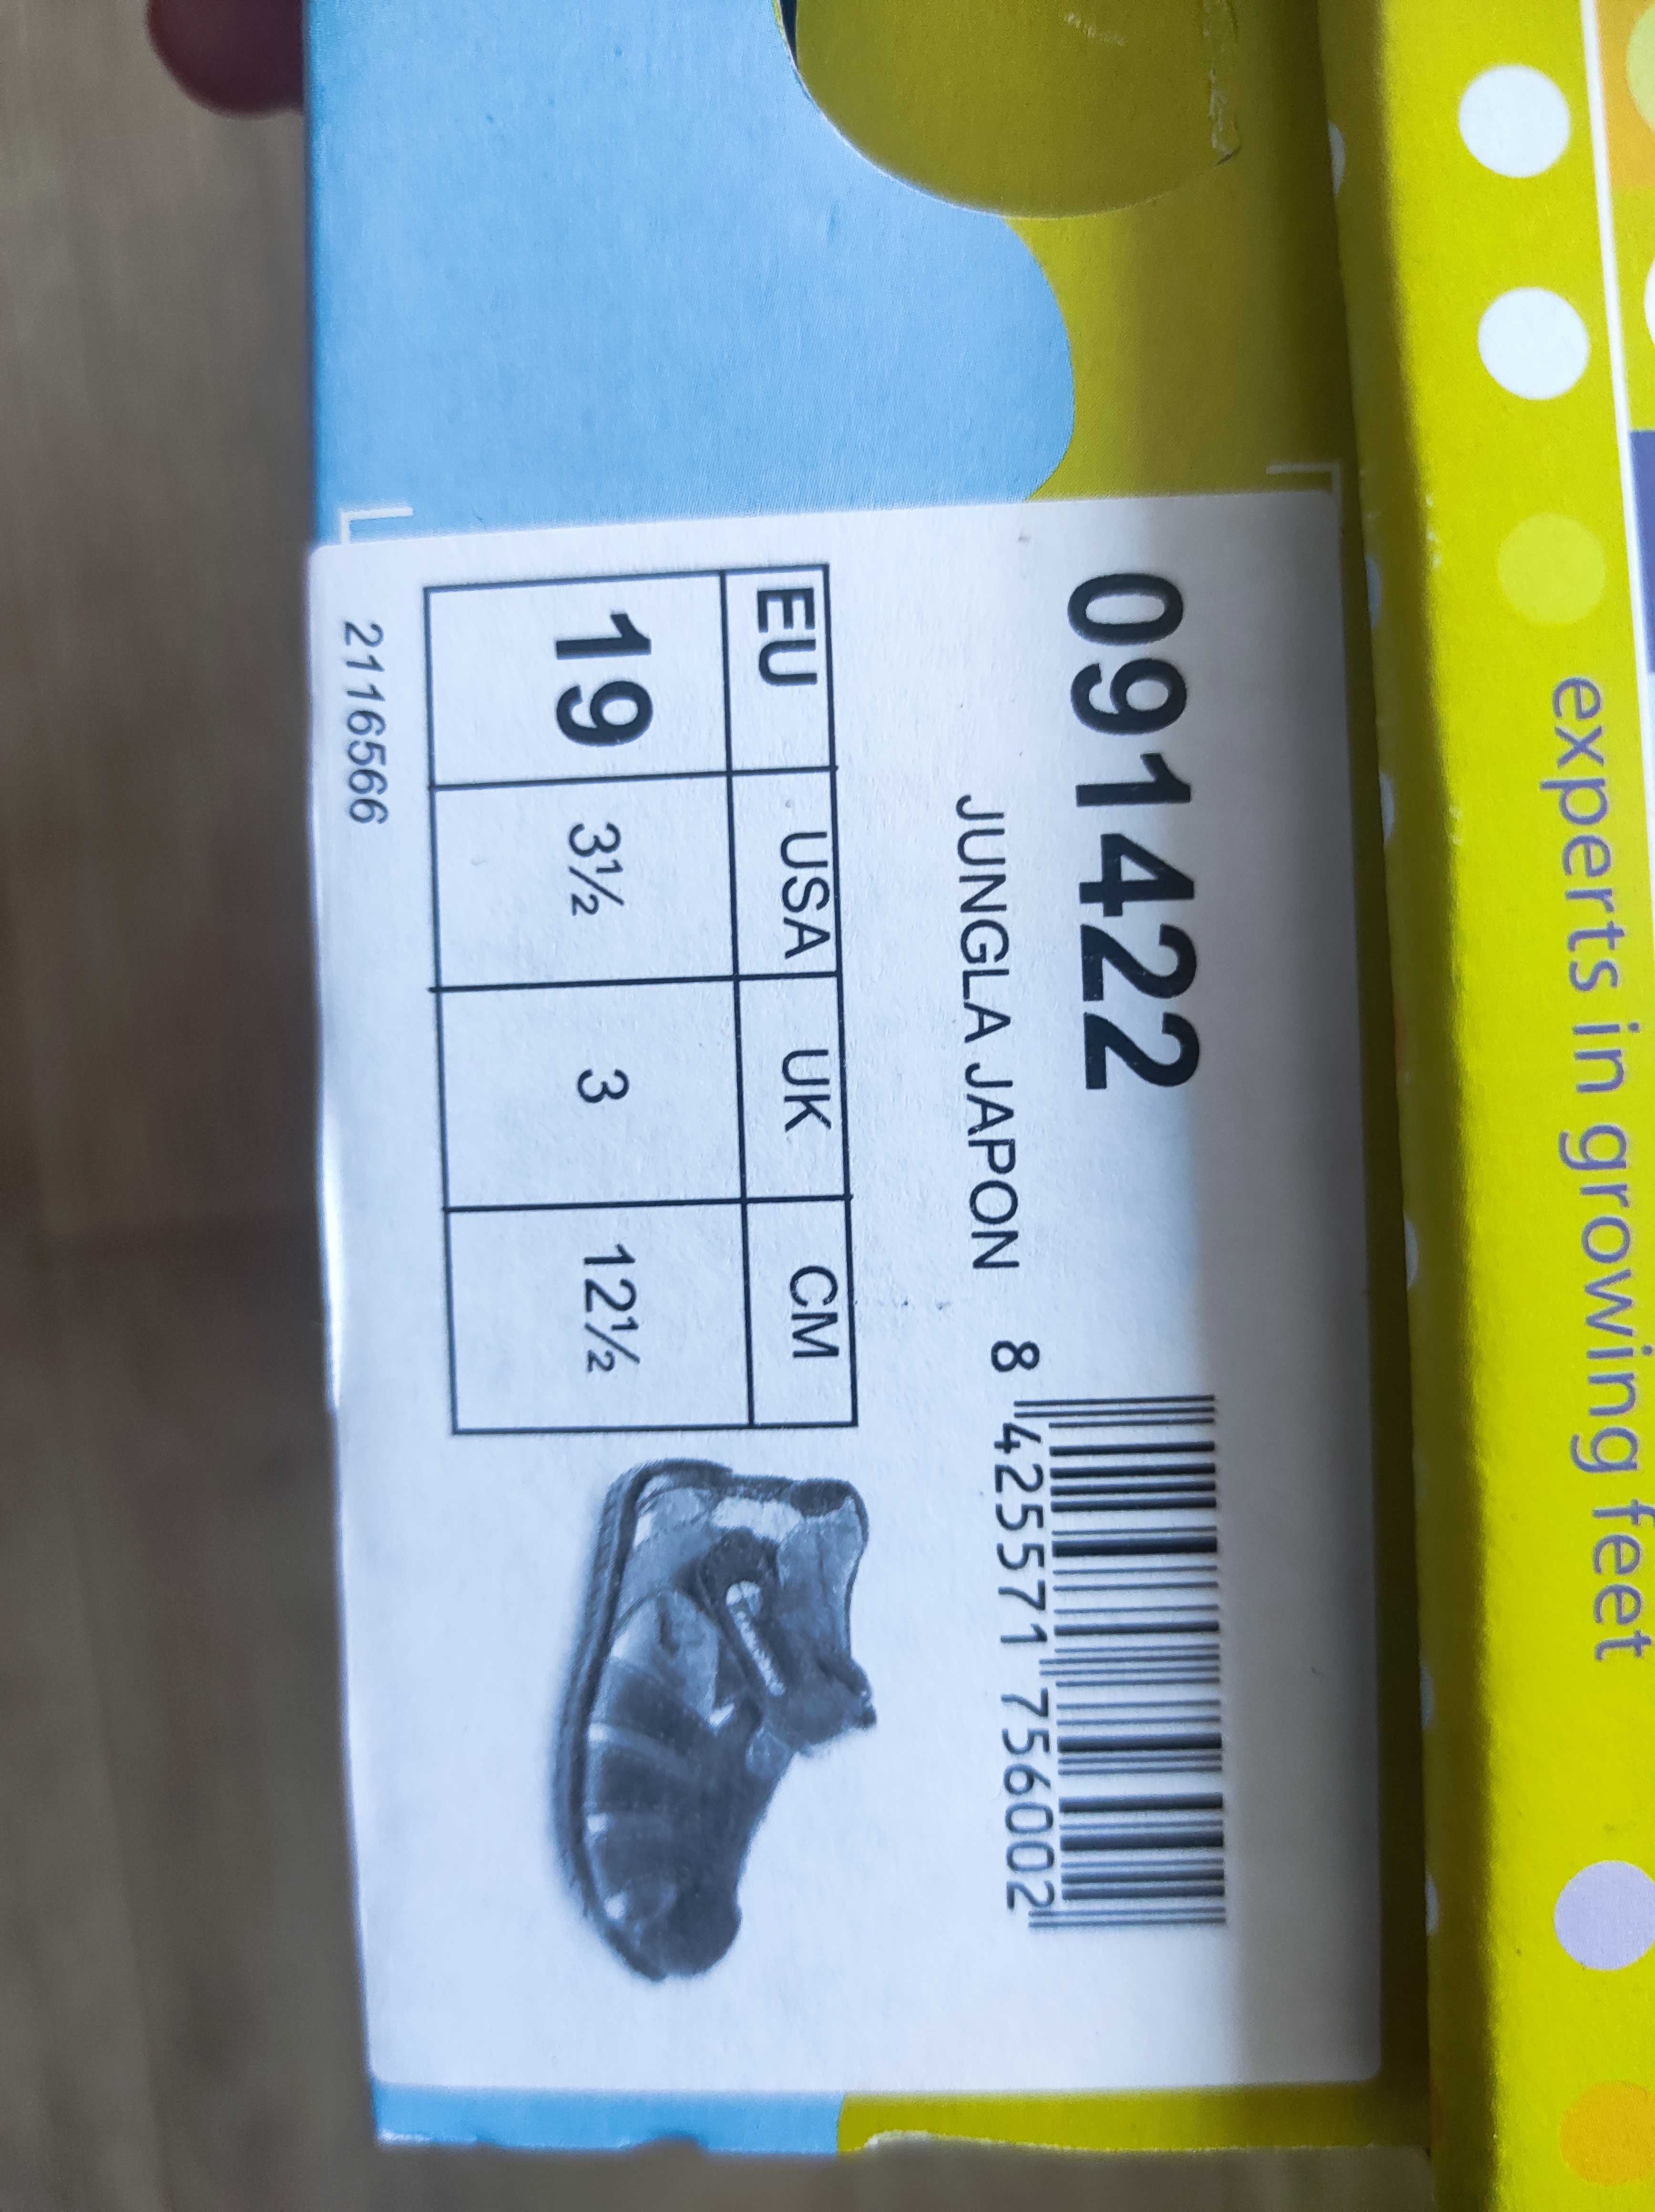 experts in growing feet
091422
JUNGLA JAPON
8 425571 756002
EU USA UK CM
19 3½ 3 12½
2116566